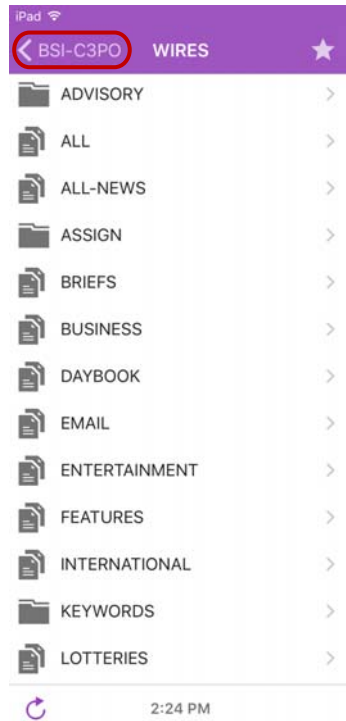 iPad
BSI-C3PO WIRES
ADVISORY
ALL
ALL-NEWS
ASSIGN
BRIEFS
BUSINESS
DAYBOOK
EMAIL
ENTERTAINMENT
FEATURES
INTERNATIONAL
KEYWORDS
LOTTERIES
2:24 PM